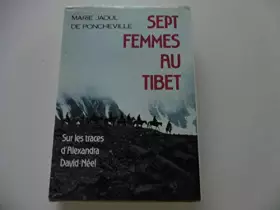 MARIE JAOUL
DE PONCHEVILLE
SEPT
FEMMES
AU
TIBET
Sur les traces
d'Alexandra
David-Néel